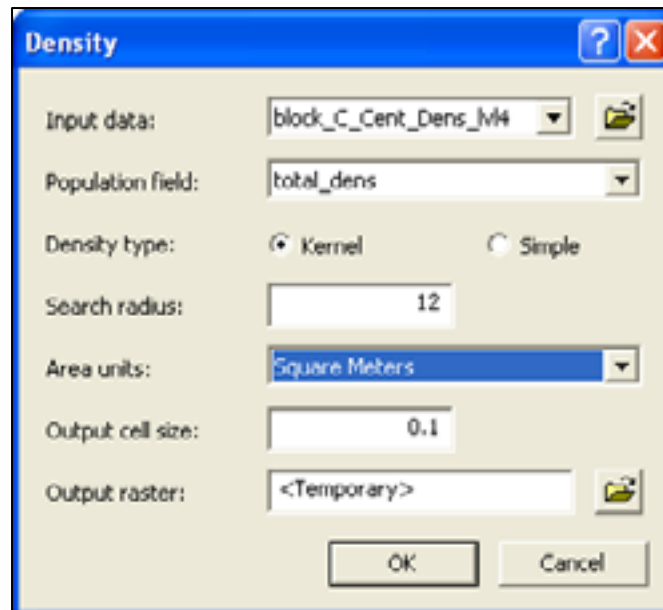 Density
Input data: block_C_Cent_Dens_lvl4
Population field: total_dens
Density type: Kernel Simple
Search radius: 12
Area units: Square Meters
Output cell size: 0.1
Output raster: <Temporary>
OK Cancel